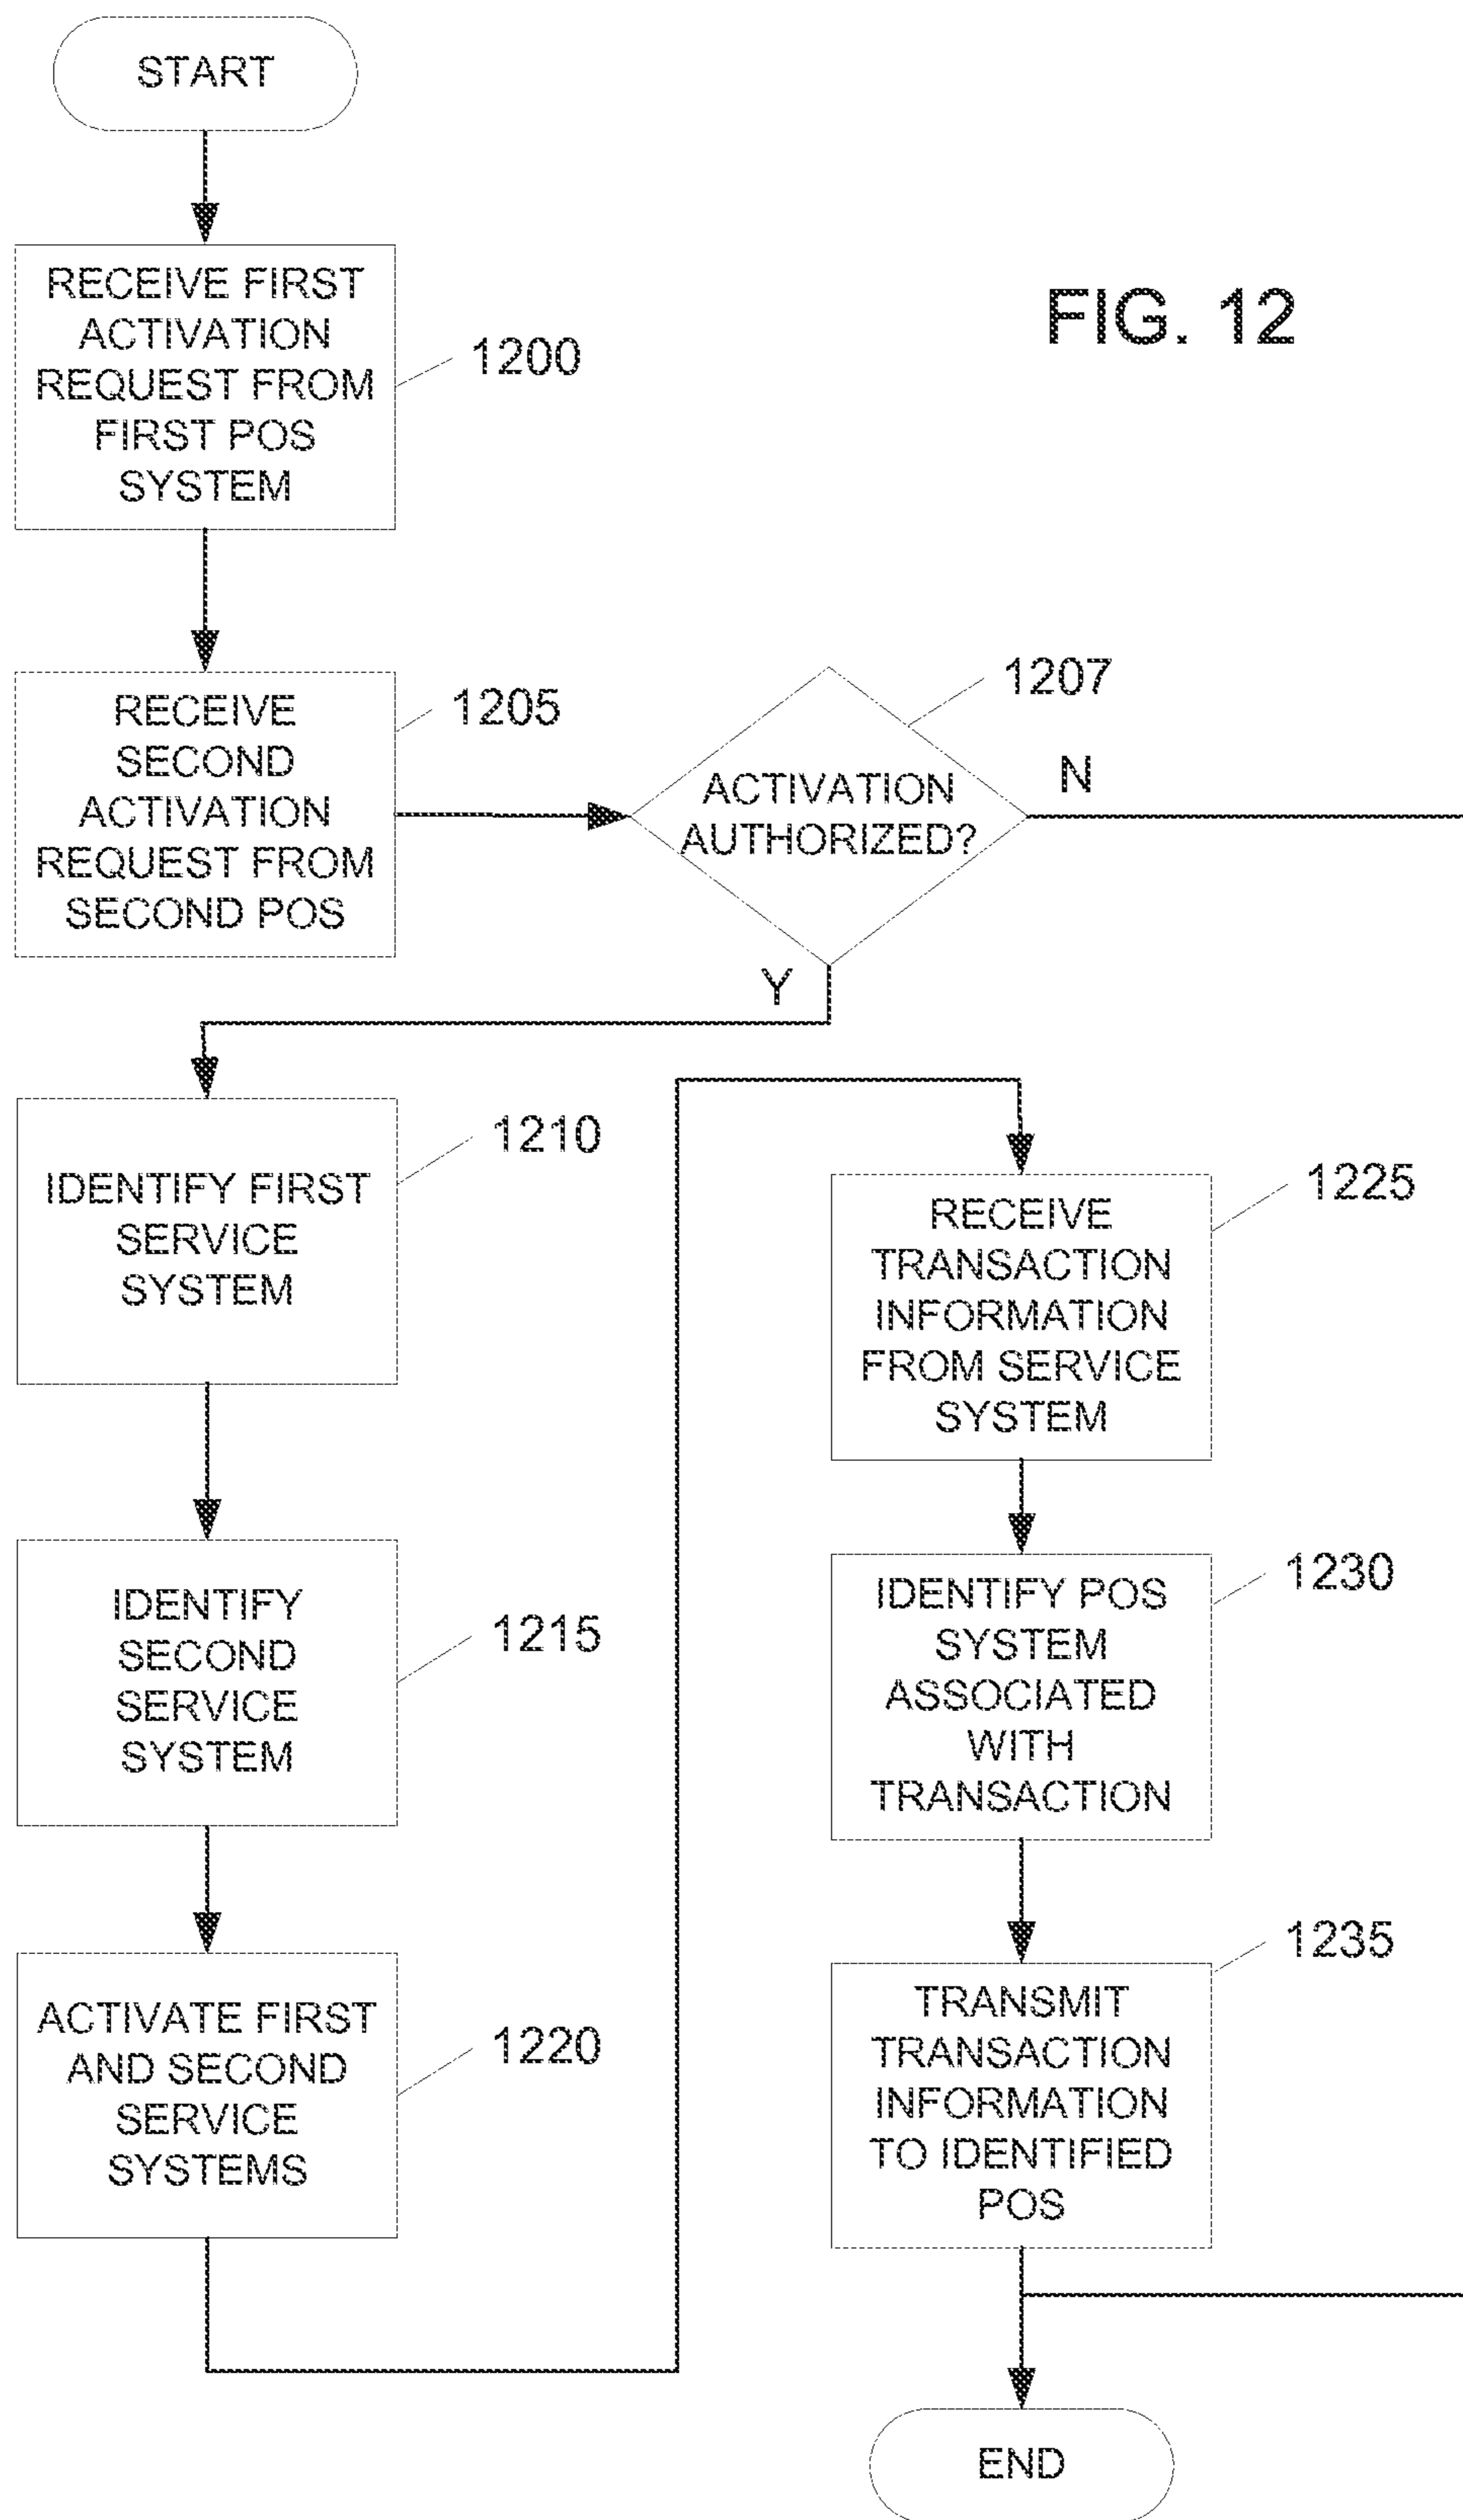 START
RECEIVE FIRST
ACTIVATION
REQUEST FROM
FIRST POS
SYSTEM
1200
FIG. 12
RECEIVE
SECOND
ACTIVATION
REQUEST FROM
SECOND POS
1205
ACTIVATION
AUTHORIZED?
1207
N
Y
IDENTIFY FIRST
SERVICE
SYSTEM
1210
IDENTIFY
SECOND
SERVICE
SYSTEM
1215
ACTIVATE FIRST
AND SECOND
SERVICE
SYSTEMS
1220
RECEIVE
TRANSACTION
INFORMATION
FROM SERVICE
SYSTEM
1225
IDENTIFY POS
SYSTEM
ASSOCIATED
WITH
TRANSACTION
1230
TRANSMIT
TRANSACTION
INFORMATION
TO IDENTIFIED
POS
1235
END